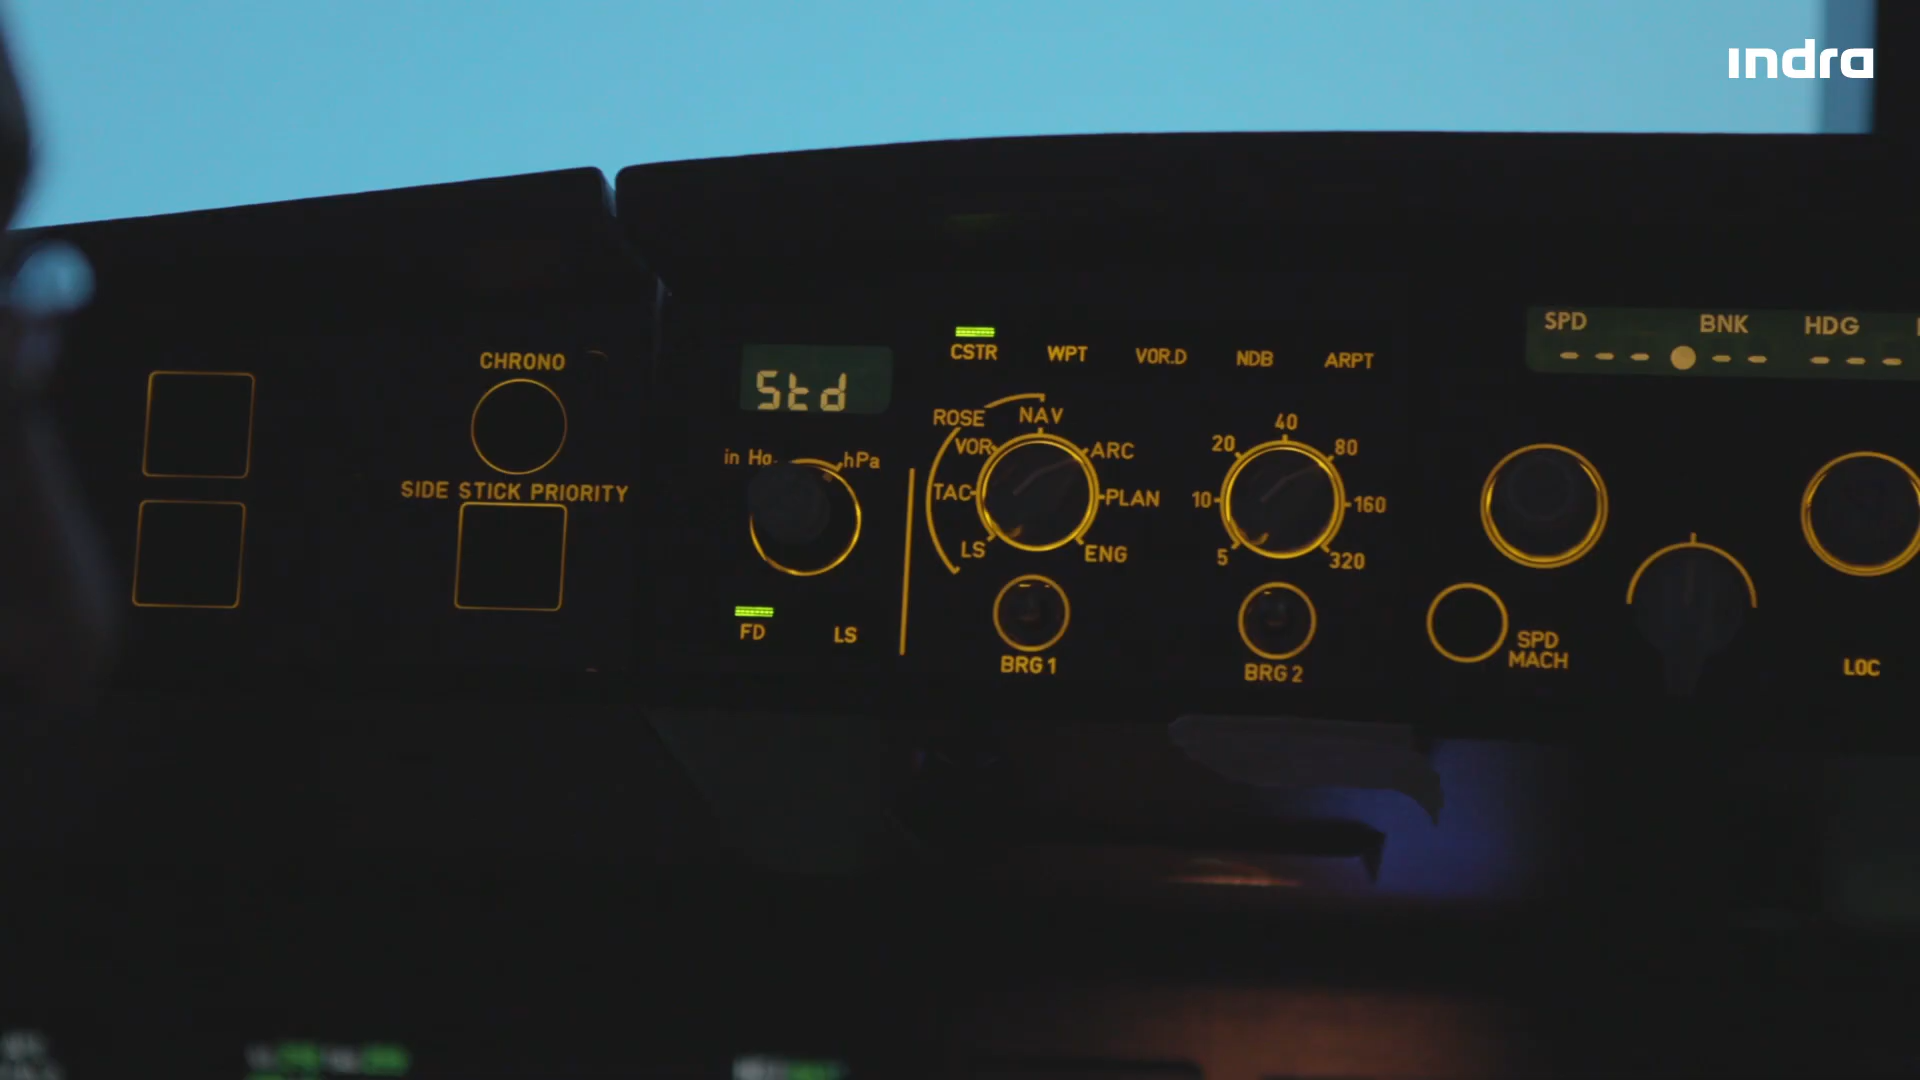 indra
SPD BNK HDG
CHRONO
Std
CSTR WPT VOR.D NDB ARPT
ROSE NAV
VOR ARC
TAC PLAN
LS ENG
40
20 80
10 160
5 320
in Hg hPa
SIDE STICK PRIORITY
FD LS
BRG 1
BRG 2
SPD
MACH
LOC